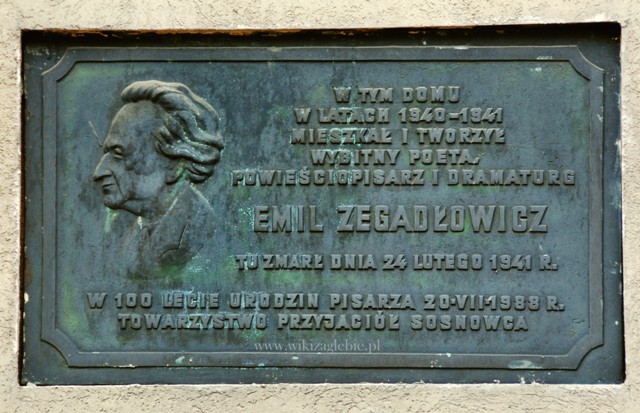 W TYM DOMU
W LATACH 1940-1941
MIESZKAŁ I TWORZYŁ
WYBITNY POETA,
POWIEŚCIOPISARZ I DRAMATURG
EMIL ZEGADŁOWICZ
TU ZMARŁ DNIA 24 LUTEGO 1941 R.
W 100 LECIE URODZIN PISARZA 20-VII-1988 R.
TOWARZYSTWO PRZYJACIÓŁ SOSNOWCA
www.wikizaglebie.pl